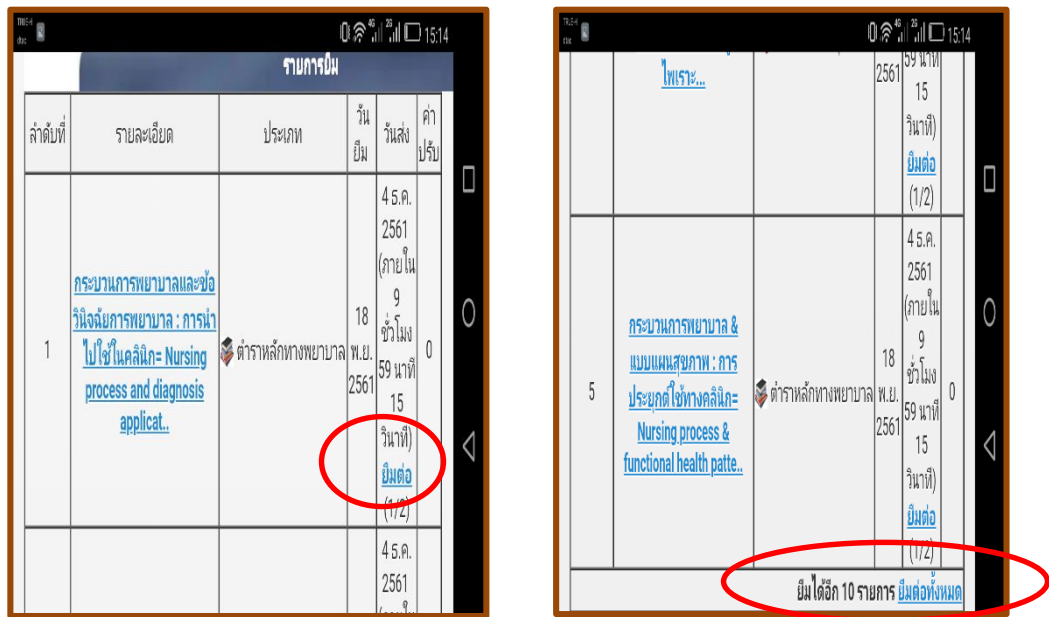 TRUE-H
dtac
4G
2G
15:14
รายการยืม
ลำดับที่
รายละเอียด
ประเภท
วัน
ยืม
วันส่ง
ค่า
ปรับ
1
กระบวนการพยาบาลและข้อ
วินิจฉัยการพยาบาล : การนำ
ไปใช้ในคลินิก= Nursing
process and diagnosis
applicat..
ตำราหลักทางพยาบาล
18
พ.ย.
2561
4 ธ.ค.
2561
(ภายใน
9
ชั่วโมง
59 นาที
15
วินาที)
ยืมต่อ
(1/2)
0
4 ธ.ค.
2561
TRUE-H
dtac
4G
2G
15:14
ไพเราะ...
2561
59 นาที
15
วินาที)
ยืมต่อ
(1/2)
5
กระบวนการพยาบาล &
แบบแผนสุขภาพ : การ
ประยุกต์ใช้ทางคลินิก=
Nursing process &
functional health patte..
ตำราหลักทางพยาบาล
18
พ.ย.
2561
4 ธ.ค.
2561
(ภายใน
9
ชั่วโมง
59 นาที
15
วินาที)
ยืมต่อ
(1/2)
0
ยืมได้อีก 10 รายการ ยืมต่อทั้งหมด